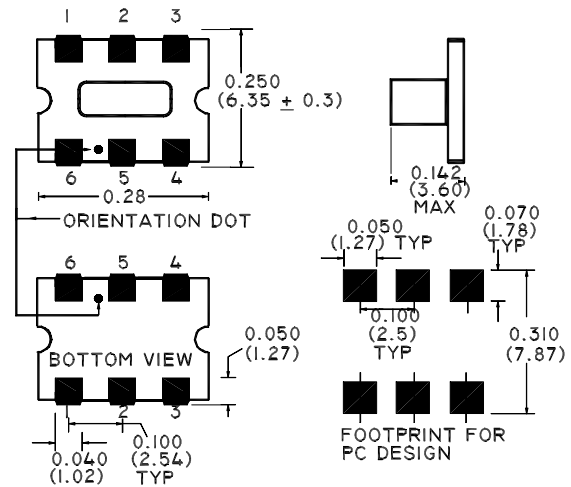 1 2 3
0.250
(6.35 ± 0.3)
6 5 4
0.28
ORIENTATION DOT
0.142
(3.60)
MAX
6 5 4
BOTTOM VIEW
0.050
(1.27)
2 3
0.100
(2.54)
TYP
0.040
(1.02)
0.050
(1.27) TYP
0.070
(1.78)
TYP
0.100
(2.5)
TYP
0.310
(7.87)
FOOTPRINT FOR
PC DESIGN